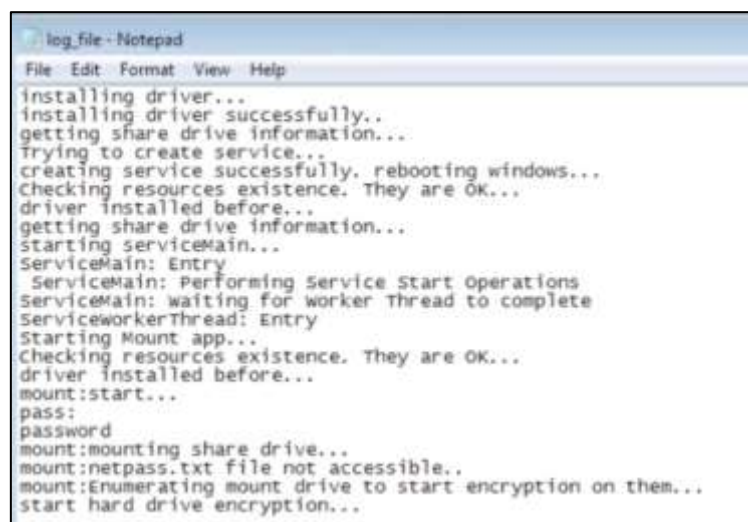 log_file - Notepad
File Edit Format View Help
installing driver...
installing driver successfully..
getting share drive information...
Trying to create service...
creating service successfully. rebooting windows...
Checking resources existence. They are OK...
driver installed before...
getting share drive information...
starting serviceMain...
ServiceMain: Entry
ServiceMain: Performing Service Start Operations
ServiceMain: Waiting for Worker Thread to complete
ServiceWorkerThread: Entry
Starting Mount app...
Checking resources existence. They are OK...
driver installed before...
mount:start...
pass:
password
mount:mounting share drive...
mount:netpass.txt file not accessible..
mount:Enumerating mount drive to start encryption on them...
start hard drive encryption...